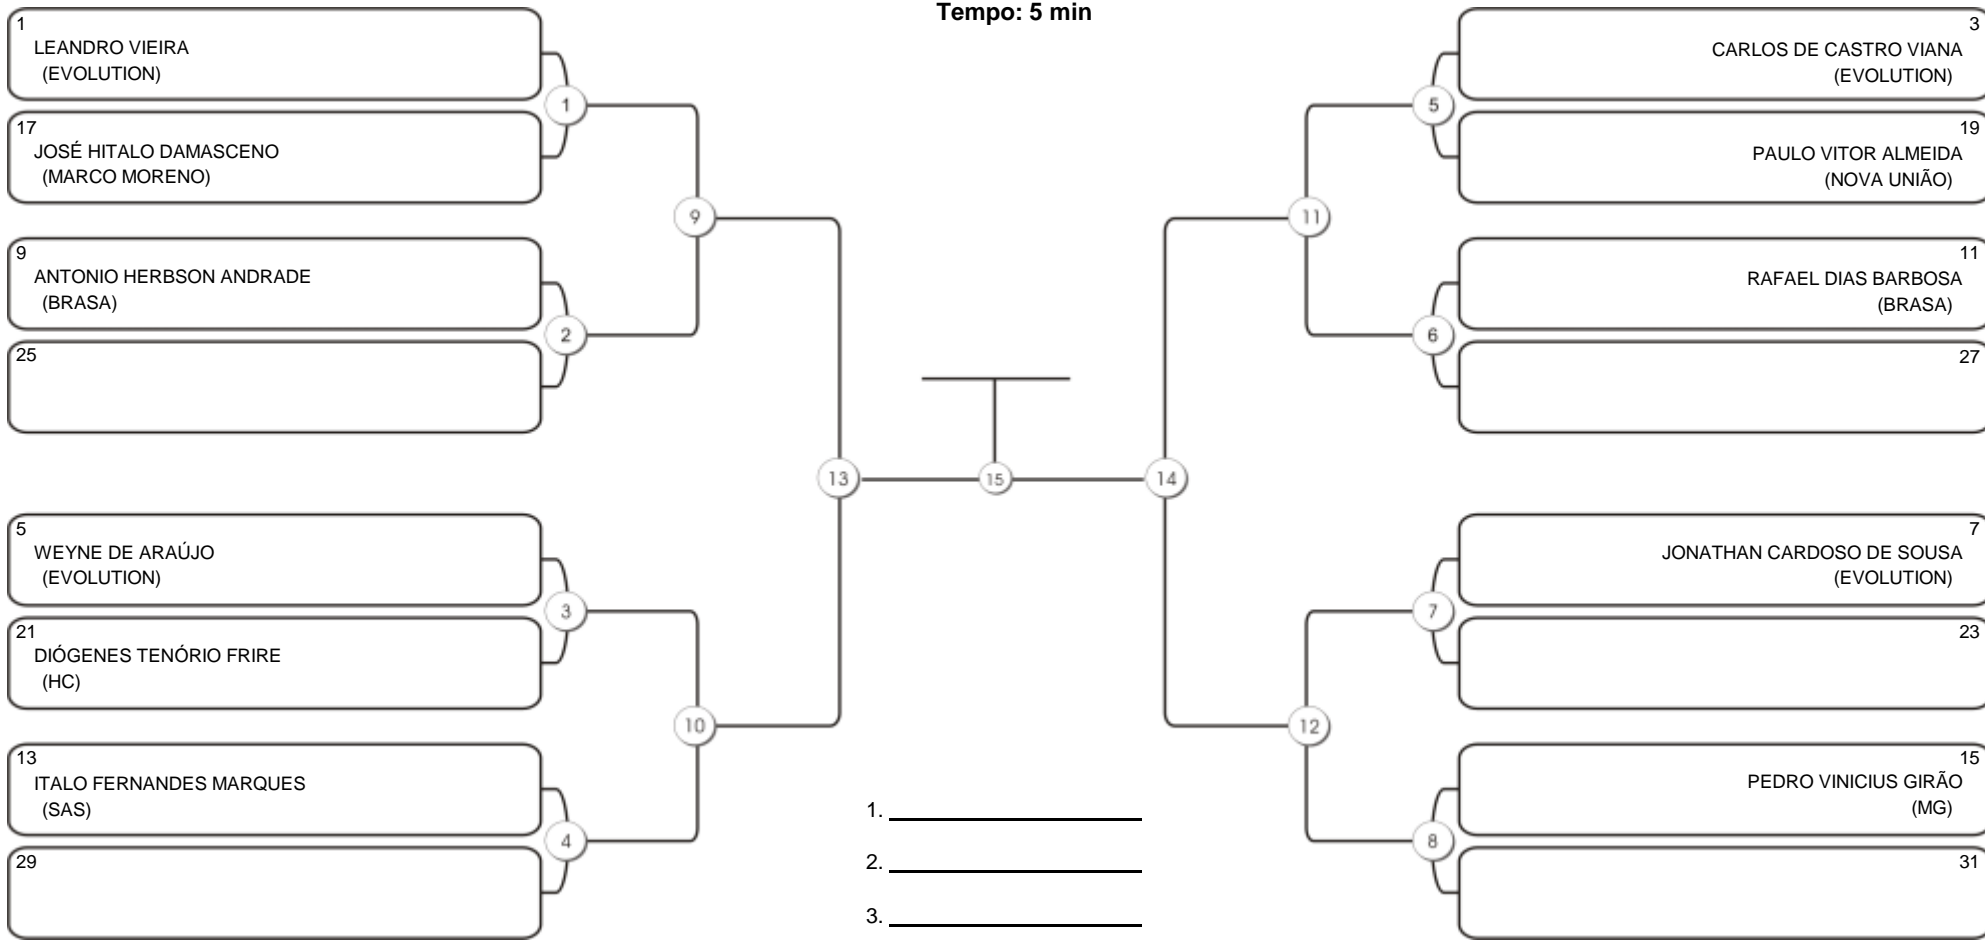 Tempo: 5 min
1
LEANDRO VIEIRA
(EVOLUTION)
17
JOSÉ HITALO DAMASCENO
(MARCO MORENO)
1
9
ANTONIO HERBSON ANDRADE
(BRASA)
25
2
9
5
WEYNE DE ARAÚJO
(EVOLUTION)
21
DIÓGENES TENÓRIO FRIRE
(HC)
3
13
ITALO FERNANDES MARQUES
(SAS)
29
4
10
13
15
14
3
CARLOS DE CASTRO VIANA
(EVOLUTION)
19
PAULO VITOR ALMEIDA
(NOVA UNIÃO)
5
11
RAFAEL DIAS BARBOSA
(BRASA)
27
6
11
7
JONATHAN CARDOSO DE SOUSA
(EVOLUTION)
23
7
15
PEDRO VINICIUS GIRÃO
(MG)
31
8
12
1.
2.
3.